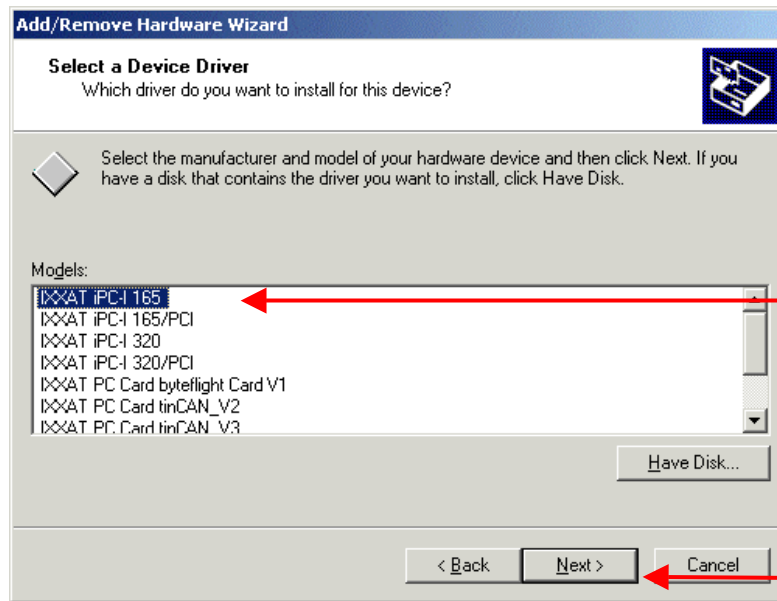 Add/Remove Hardware Wizard
Select a Device Driver
Which driver do you want to install for this device?
Select the manufacturer and model of your hardware device and then click Next. If you
have a disk that contains the driver you want to install, click Have Disk.
Models:
IXXAT iPC-I 165
IXXAT iPC-I 165/PCI
IXXAT iPC-I 320
IXXAT iPC-I 320/PCI
IXXAT PC Card byteflight Card V1
IXXAT PC Card tinCAN_V2
IXXAT PC Card tinCAN_V3
Have Disk...
< Back Next > Cancel